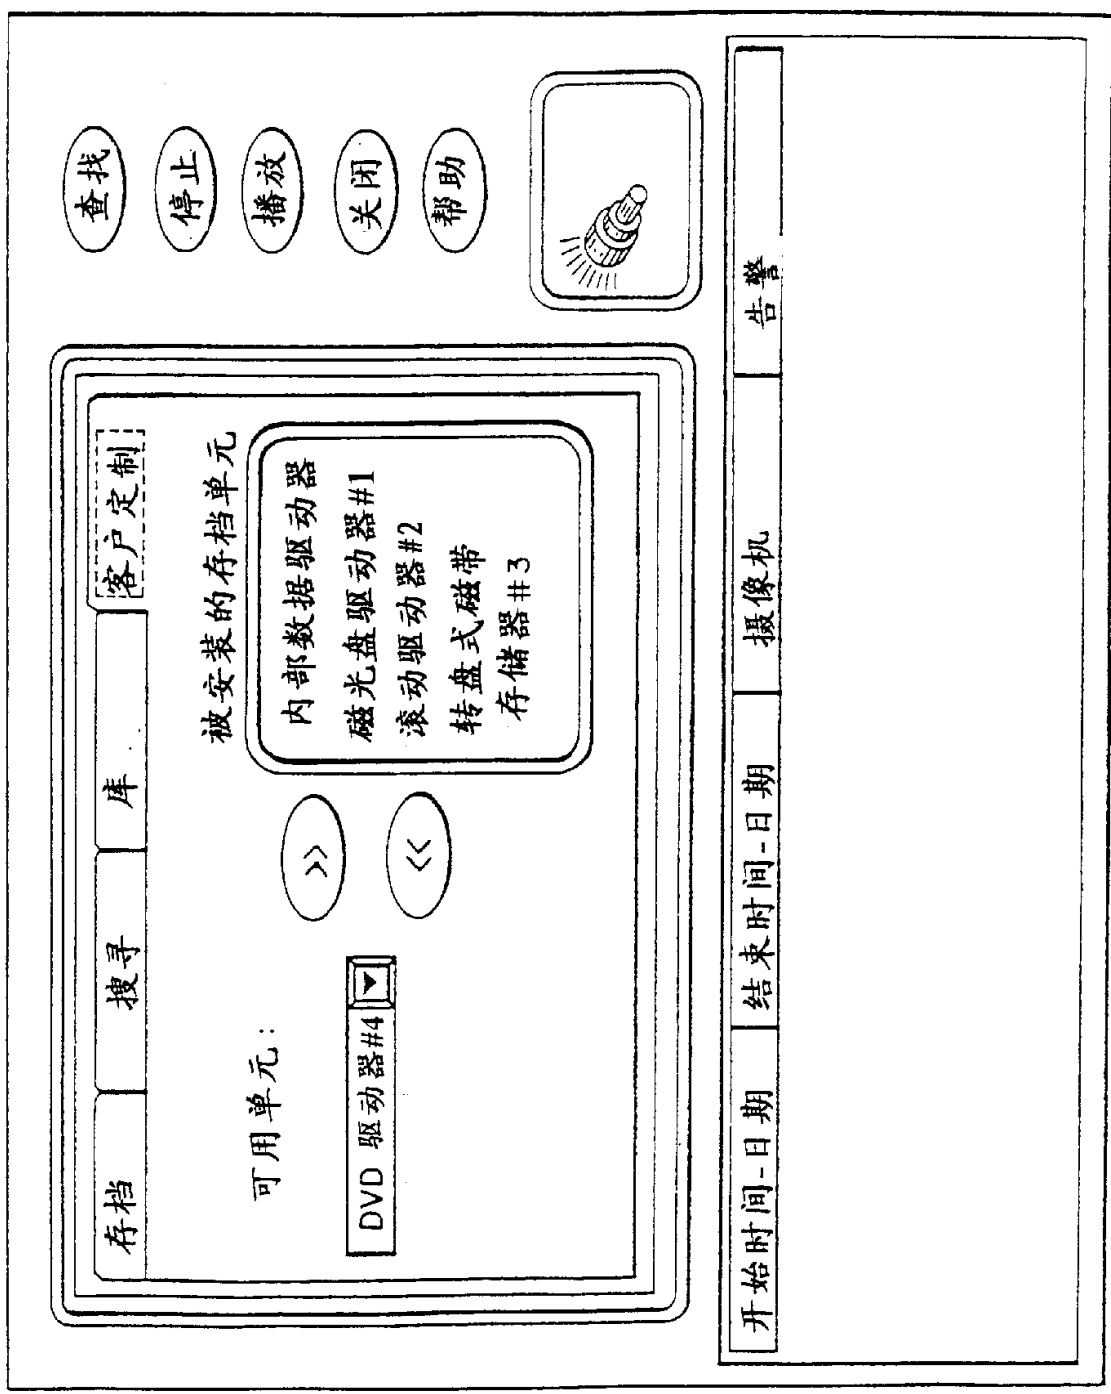 存档
搜寻
库
客户定制
可用单元:
DVD 驱动器#4
>>
<<
被安装的存档单元
内部数据驱动器
磁光盘驱动器#1
滚动驱动器#2
转盘式磁带
存储器#3
查找
停止
播放
关闭
帮助
开始时间-日期
结束时间-日期
摄像机
告警